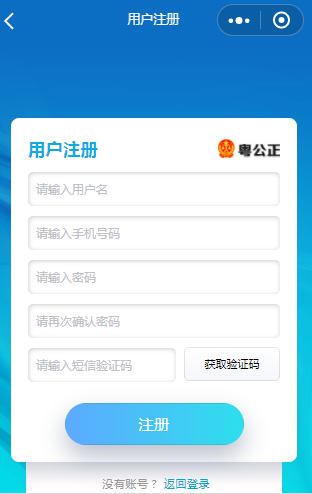 用户注册
用户注册
粤公正
请输入用户名
请输入手机号码
请输入密码
请再次确认密码
请输入短信验证码 获取验证码
注册
没有账号？返回登录